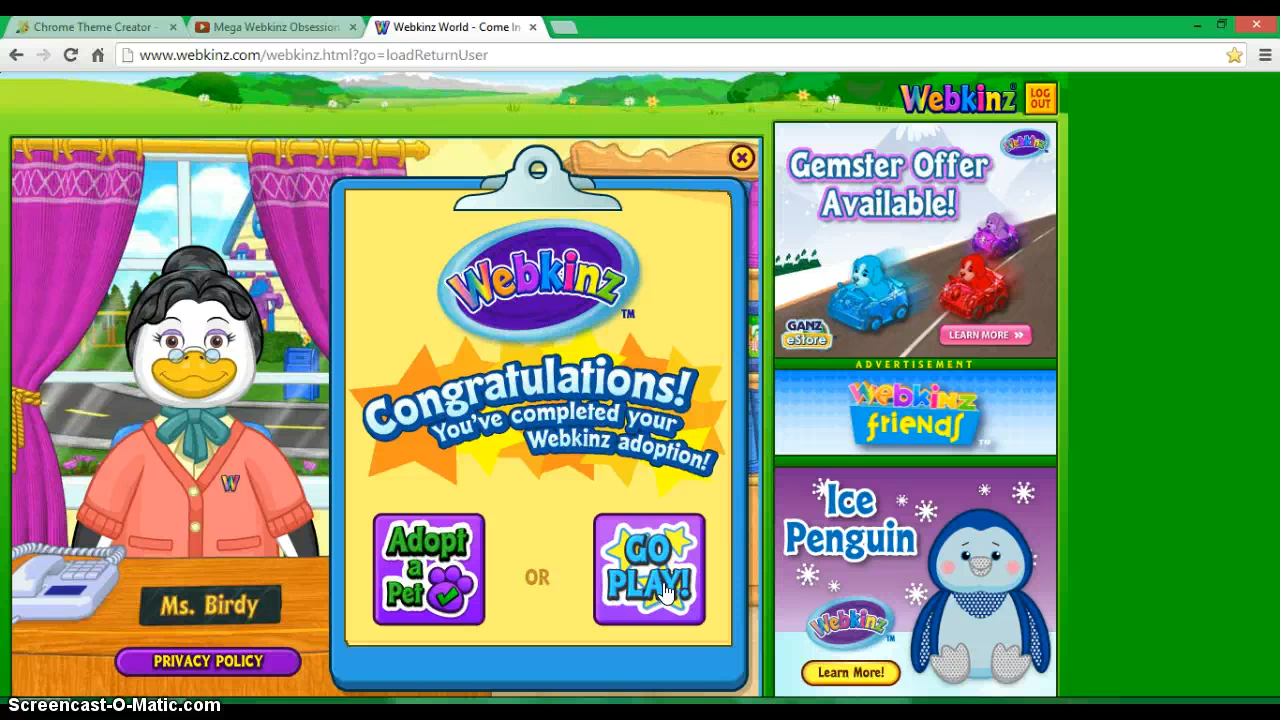 Chrome Theme Creator -
Mega Webkinz Obsession
Webkinz World - Come In
www.webkinz.com/webkinz.html?go=loadReturnUser
Webkinz
LOG
OUT
Webkinz
TM
Congratulations!
You've completed your
Webkinz adoption!
Adopt
a
Pet
OR
GO
PLAY!
W
Ms. Birdy
PRIVACY POLICY
Webkinz
Gemster Offer
Available!
GANZ
eStore
LEARN MORE »
ADVERTISEMENT
Webkinz
friends
TM
Ice
Penguin
Webkinz
TM
Learn More!
Screencast-O-Matic.com